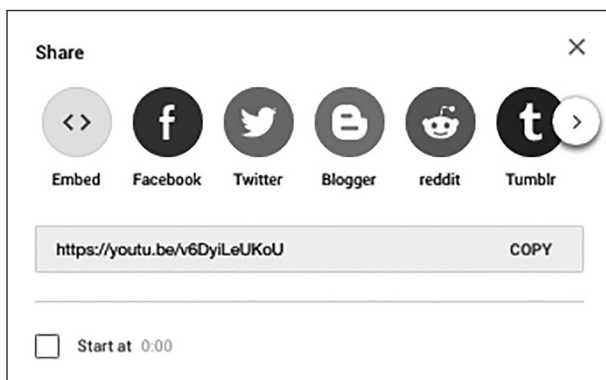 Share
Embed Facebook Twitter Blogger reddit Tumblr
https://youtu.be/v6DyiLeUKoU COPY
Start at 0:00